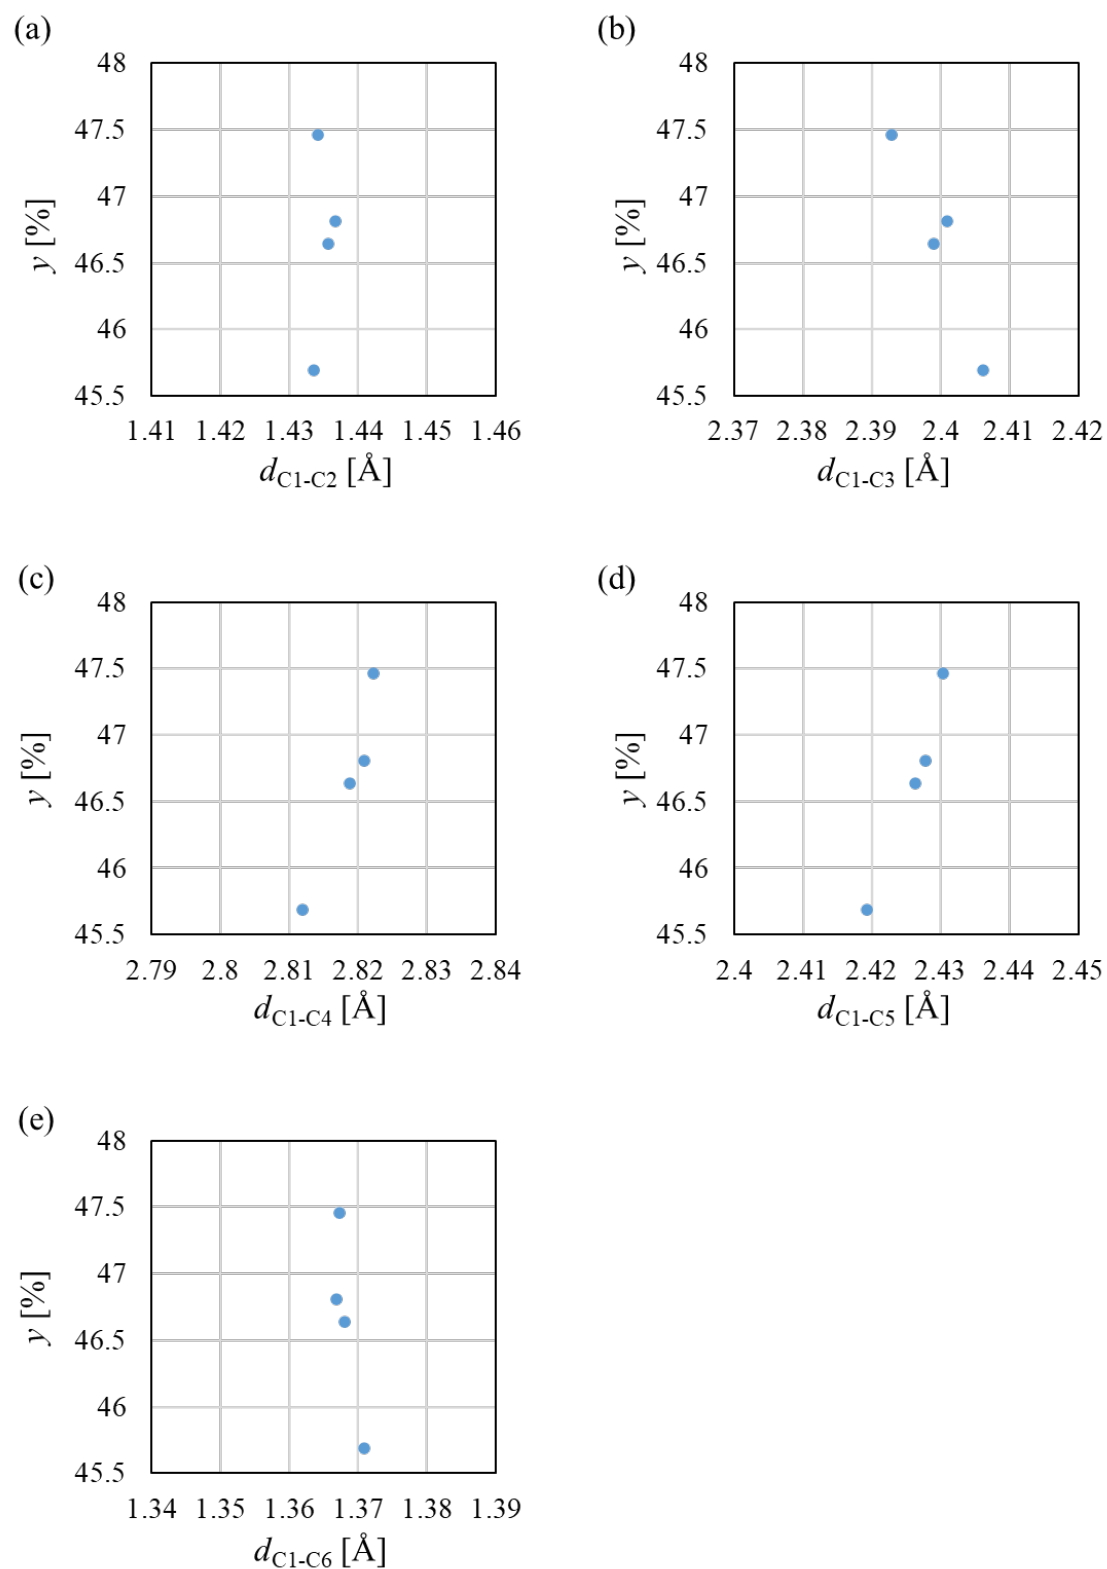 (a)
48
47.5
47
46.5
46
45.5
y [%]
1.41 1.42 1.43 1.44 1.45 1.46
dC1-C2 [Å]
(b)
48
47.5
47
46.5
46
45.5
y [%]
2.37 2.38 2.39 2.4 2.41 2.42
dC1-C3 [Å]
(c)
48
47.5
47
46.5
46
45.5
y [%]
2.79 2.8 2.81 2.82 2.83 2.84
dC1-C4 [Å]
(d)
48
47.5
47
46.5
46
45.5
y [%]
2.4 2.41 2.42 2.43 2.44 2.45
dC1-C5 [Å]
(e)
48
47.5
47
46.5
46
45.5
y [%]
1.34 1.35 1.36 1.37 1.38 1.39
dC1-C6 [Å]